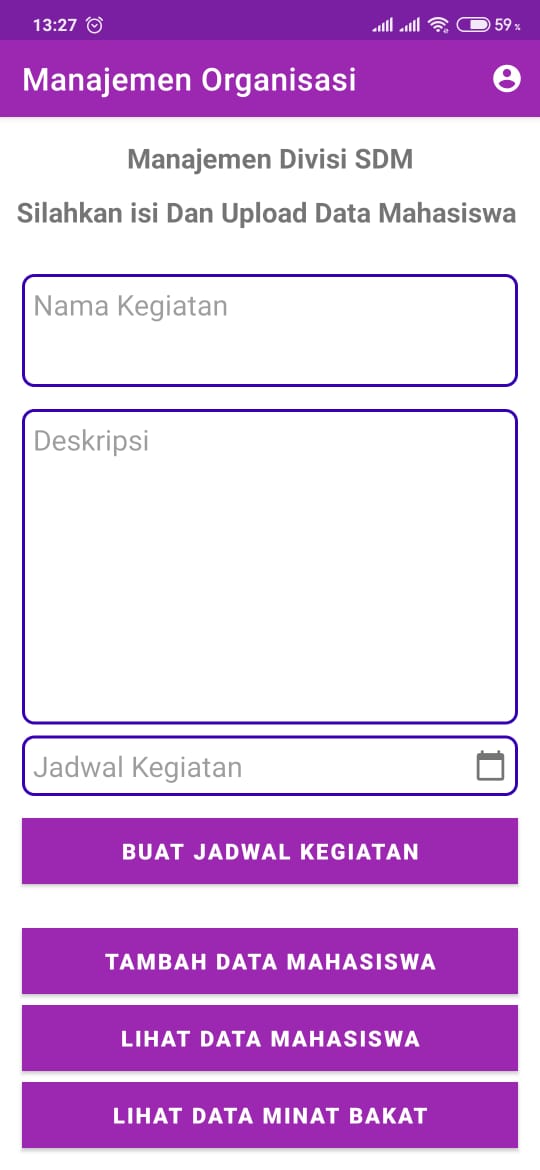 13:27 59%
Manajemen Organisasi
Manajemen Divisi SDM
Silahkan isi Dan Upload Data Mahasiswa
Nama Kegiatan
Deskripsi
Jadwal Kegiatan
BUAT JADWAL KEGIATAN
TAMBAH DATA MAHASISWA
LIHAT DATA MAHASISWA
LIHAT DATA MINAT BAKAT